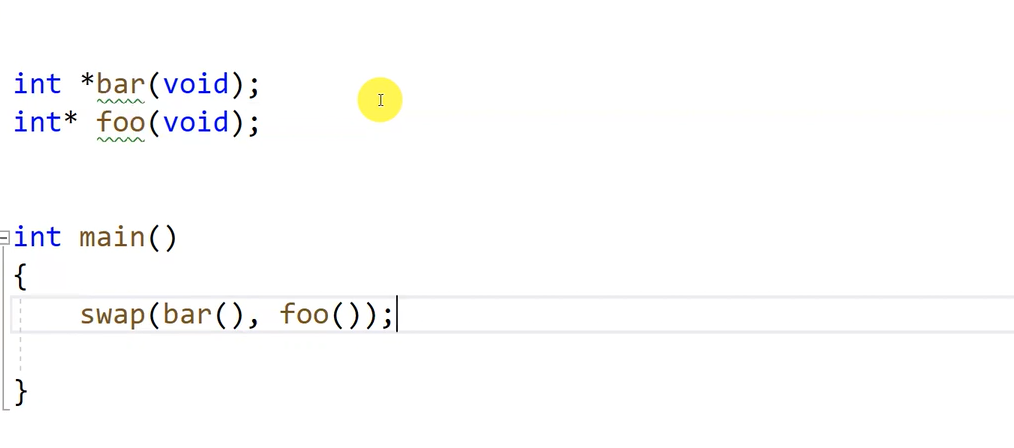 int *bar(void);
int* foo(void);
int main()
{
swap(bar(), foo());
}